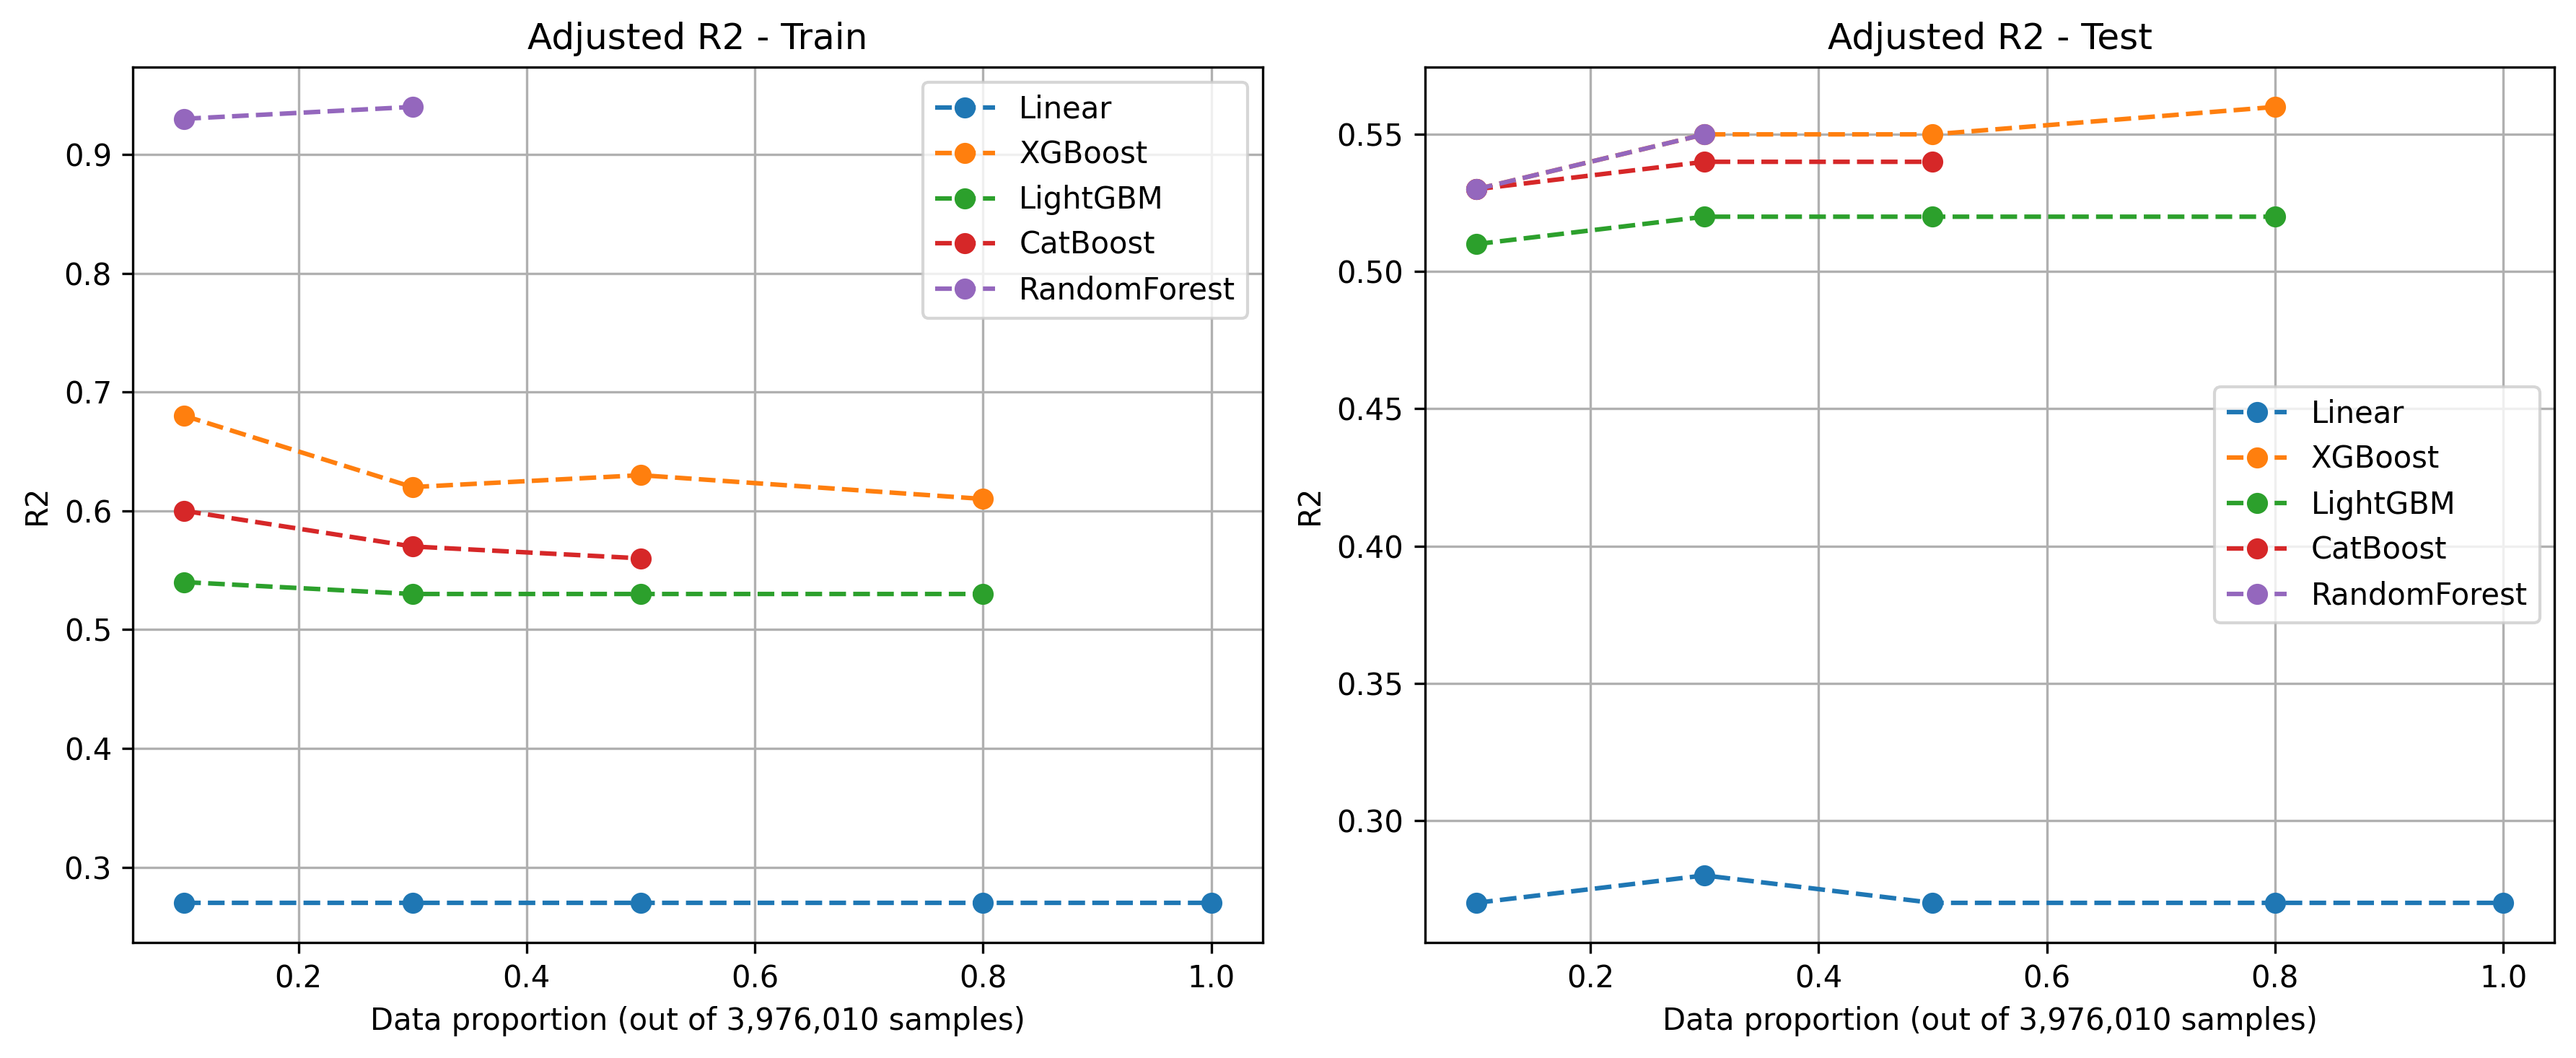 Adjusted R2 - Train
R2
0.9
0.8
0.7
0.6
0.5
0.4
0.3
Linear
XGBoost
LightGBM
CatBoost
RandomForest
0.2 0.4 0.6 0.8 1.0
Data proportion (out of 3,976,010 samples)
Adjusted R2 - Test
R2
0.55
0.50
0.45
0.40
0.35
0.30
Linear
XGBoost
LightGBM
CatBoost
RandomForest
0.2 0.4 0.6 0.8 1.0
Data proportion (out of 3,976,010 samples)